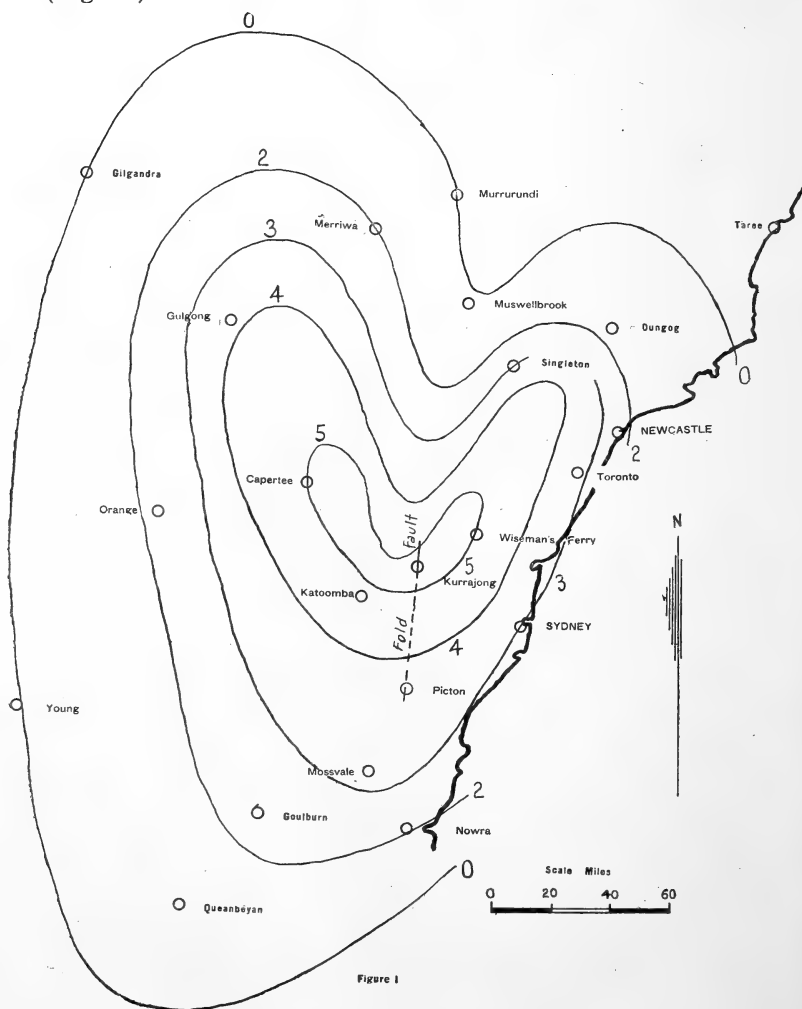 0
Gilgandra
2
Murrurundi
Merriwa
Taree
3
4
Muswellbrook
Gulgong
Dungog
Singleton
0
NEWCASTLE
5
2
Capertee
Toronto
Orange
N
Fault
Wiseman's Ferry
5
Kurrajong
3
Katoomba
SYDNEY
Fold
4
Picton
Young
Mossvale
2
Goulburn
Nowra
0
Scale Miles
0 20 40 60
Queanbeyan
Figure 1